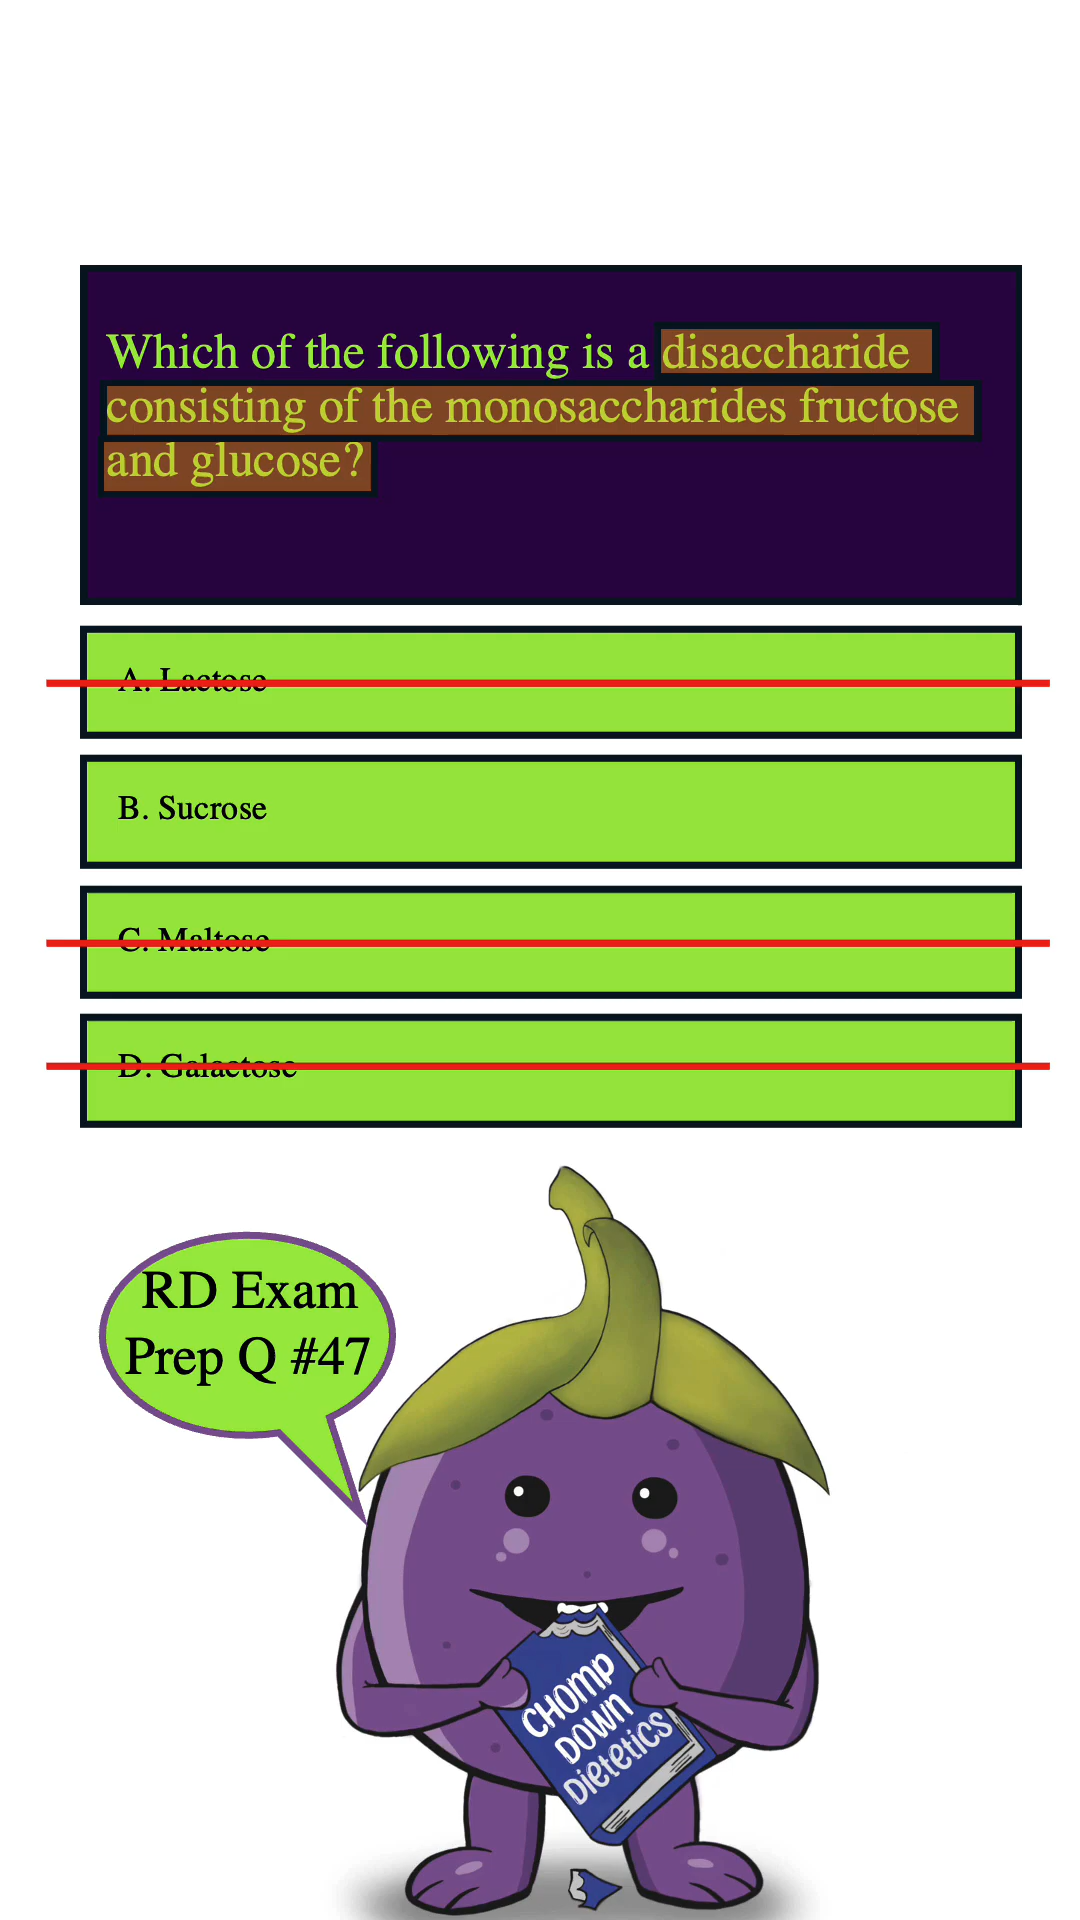 Which of the following is a disaccharide
consisting of the monosaccharides fructose
and glucose?
A. Lactose
B. Sucrose
C. Maltose
D. Galactose
RD Exam
Prep Q #47
CHOMP
DOWN
Dietetics